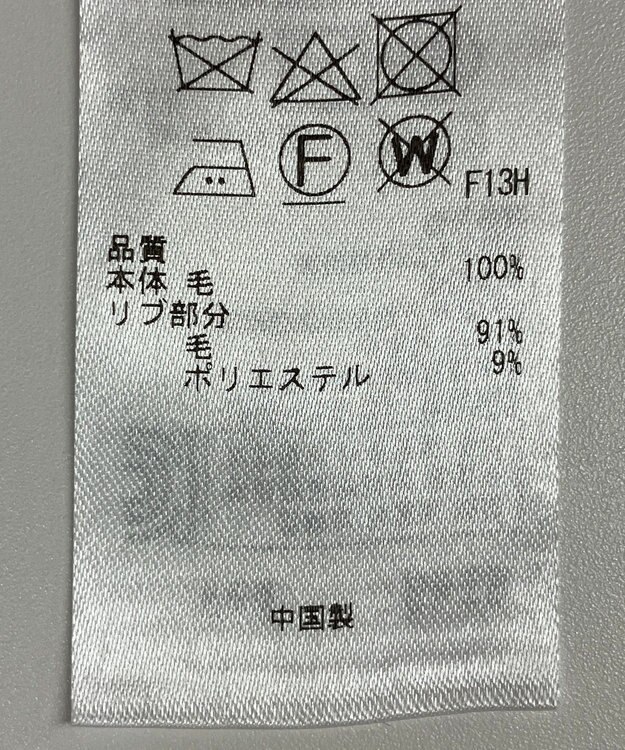 F W F13H
品質
本体 毛 100%
リブ部分
毛 91%
ポリエステル 9%
中国製